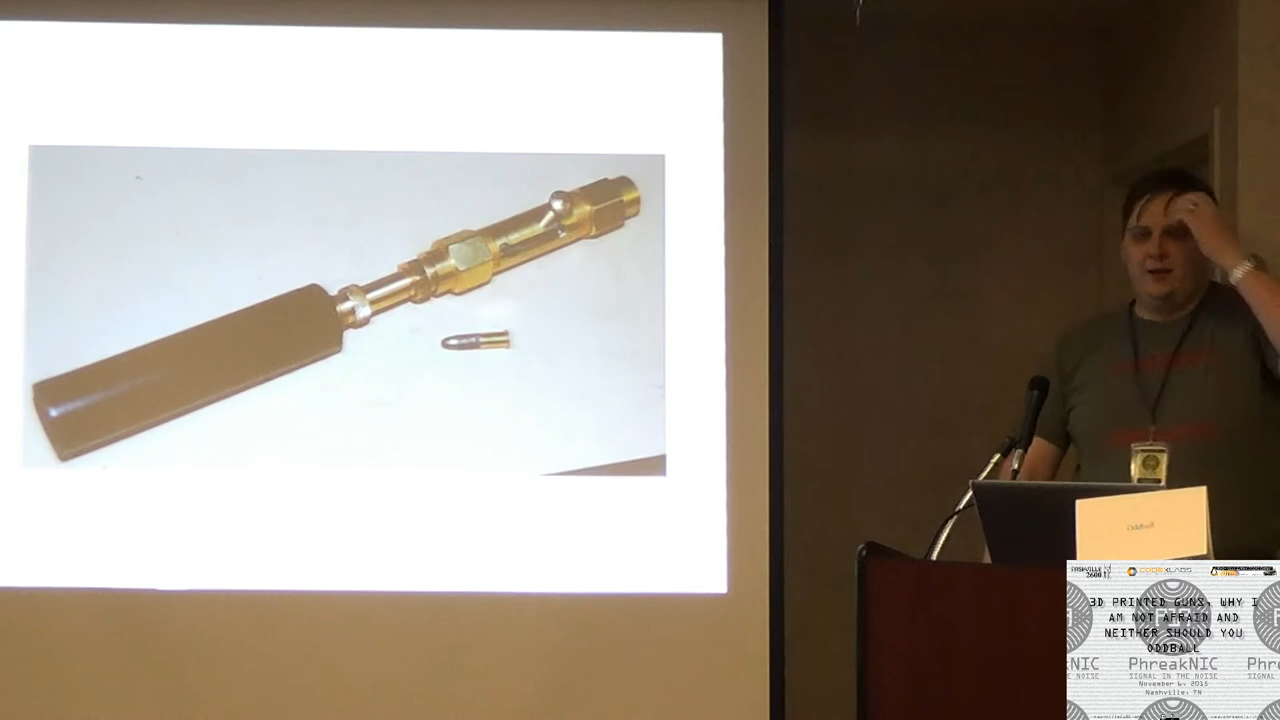 Oddball
NASHVILLE
2600
CODEXLABS
3D PRINTED GUNS, WHY I
AM NOT AFRAID AND
NEITHER SHOULD YOU
ODDBALL
PhreakNIC
SIGNAL IN THE NOISE
November 6, 2015
Nashville, TN